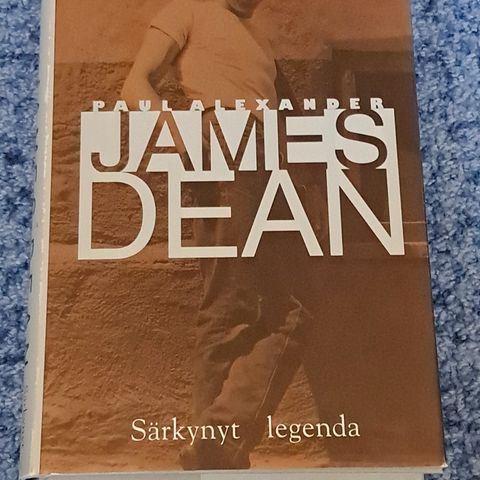 PAUL ALEXANDER
JAMES
DEAN
Särkynyt legenda